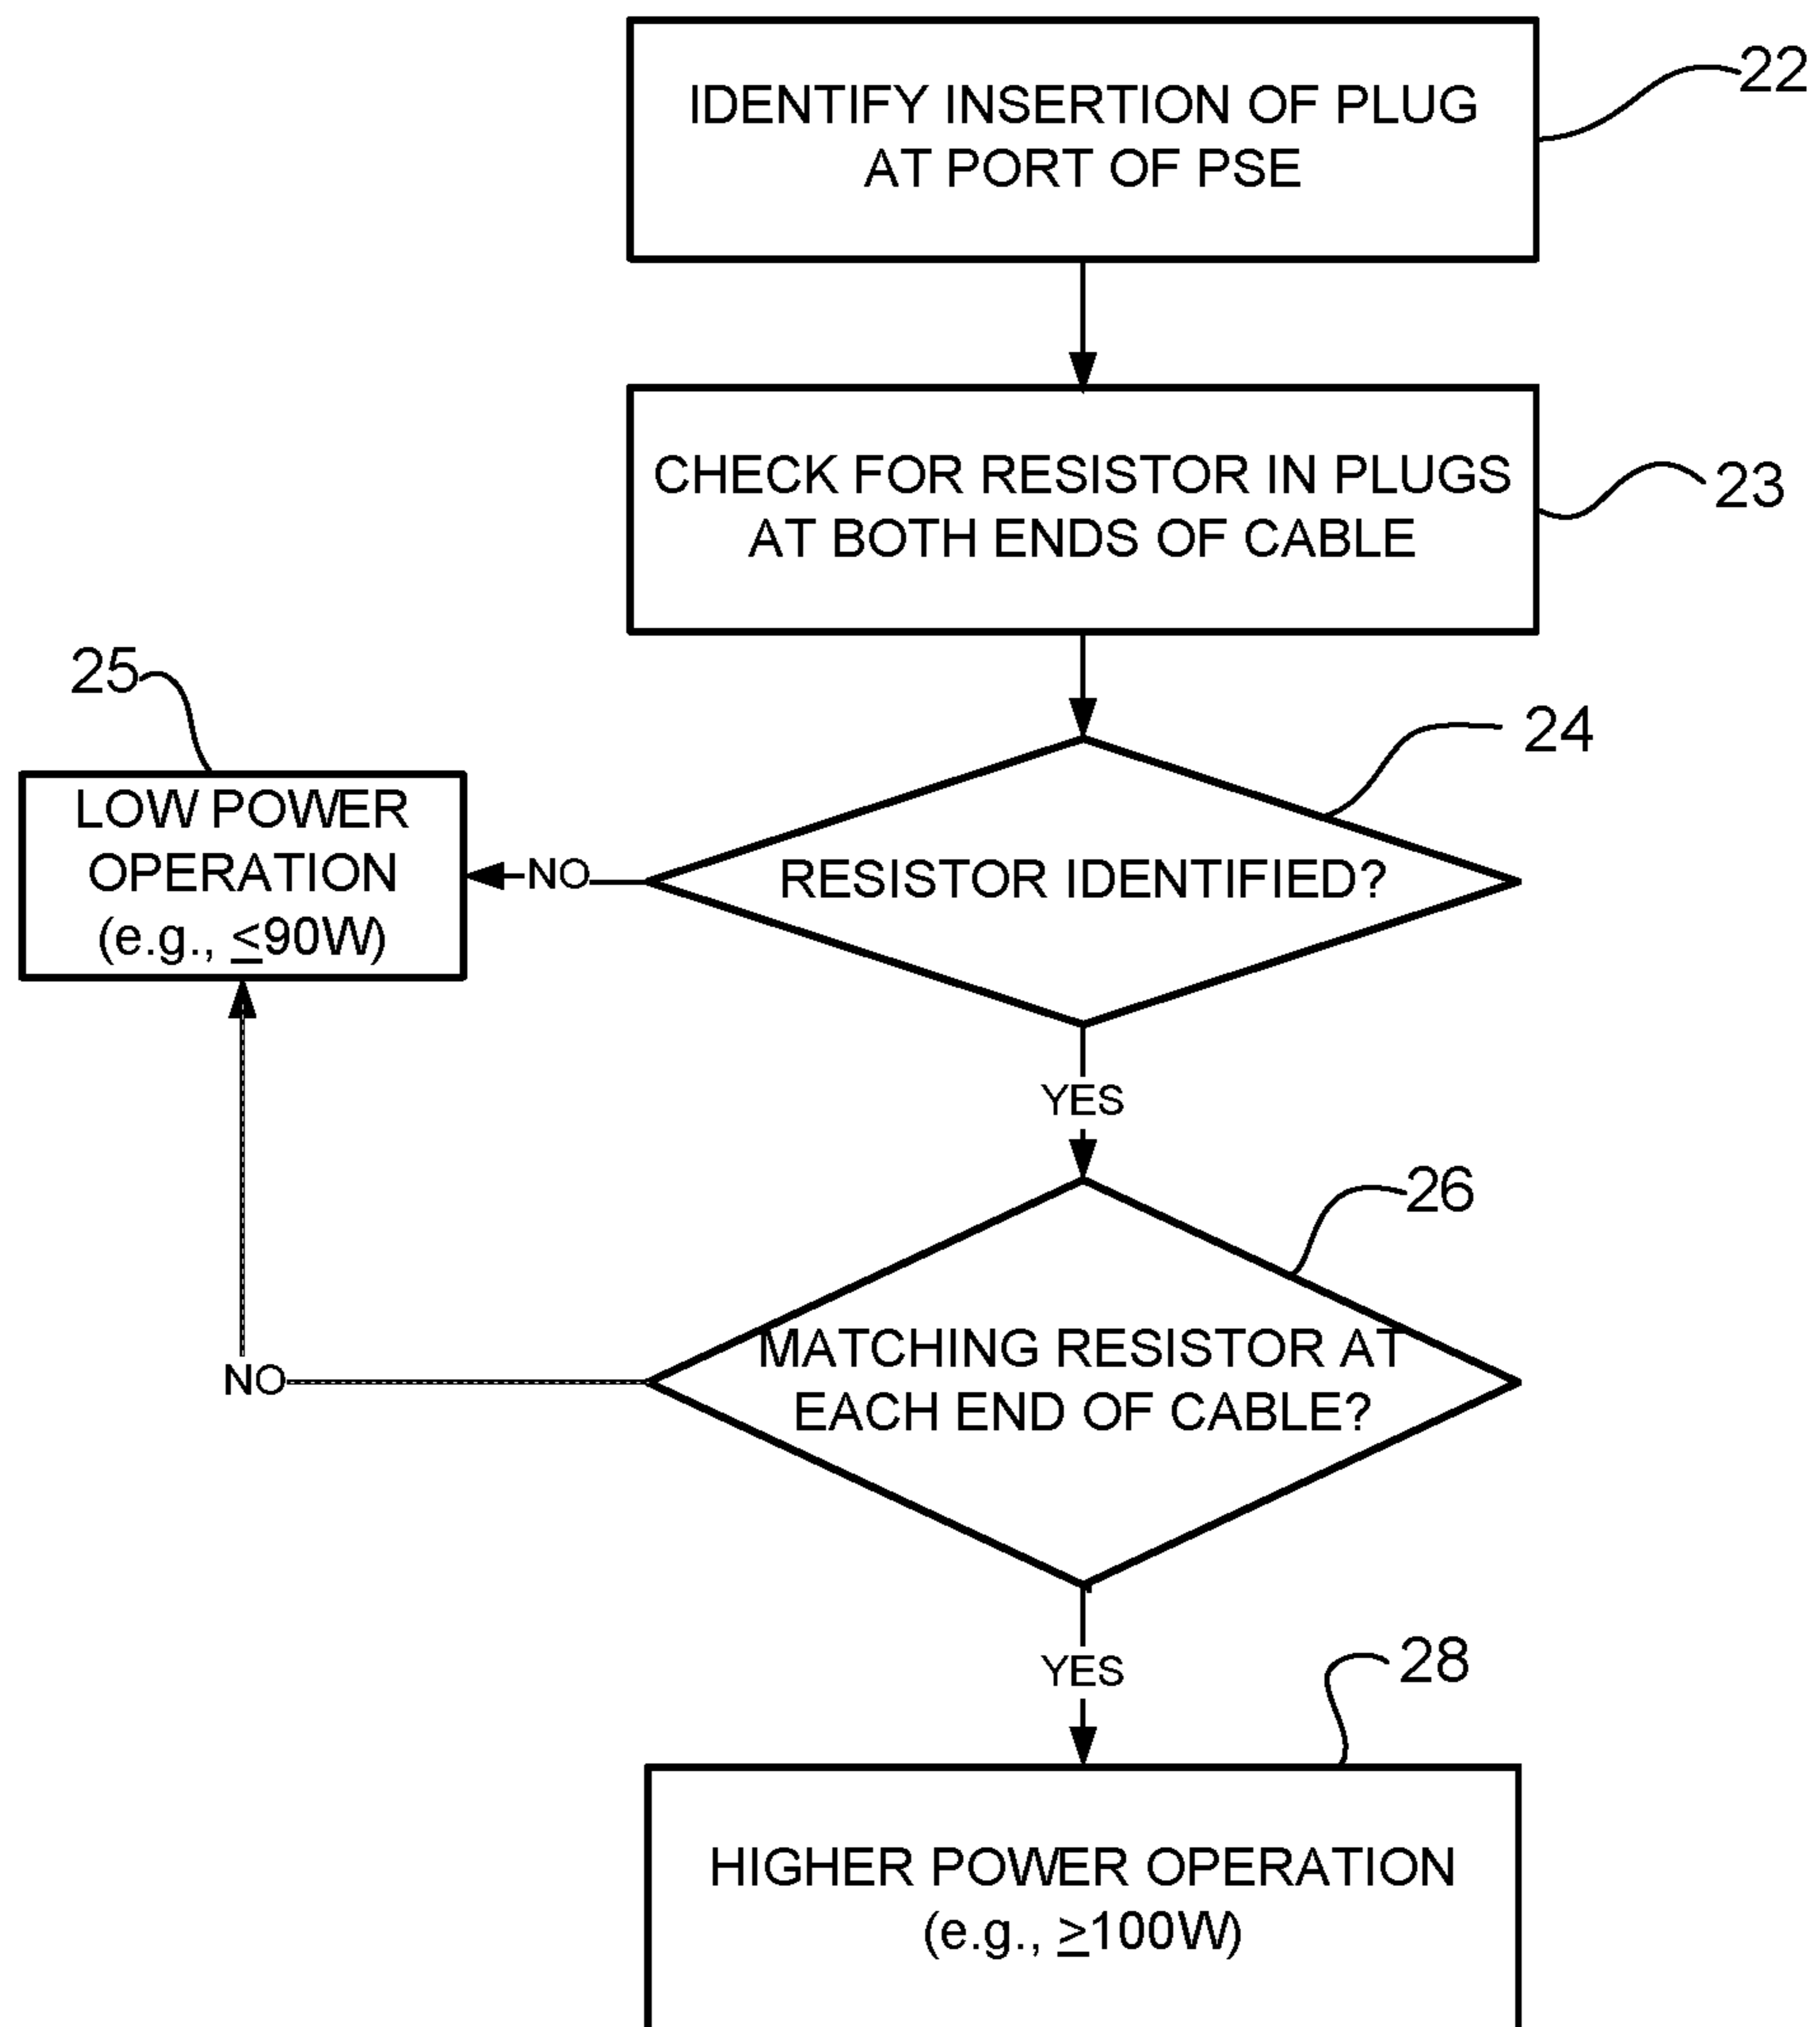 IDENTIFY INSERTION OF PLUG
AT PORT OF PSE
22
CHECK FOR RESISTOR IN PLUGS
AT BOTH ENDS OF CABLE
23
25
LOW POWER
OPERATION
(e.g., ≤90W)
NO
RESISTOR IDENTIFIED?
24
YES
26
MATCHING RESISTOR AT
EACH END OF CABLE?
NO
YES
28
HIGHER POWER OPERATION
(e.g., ≥100W)